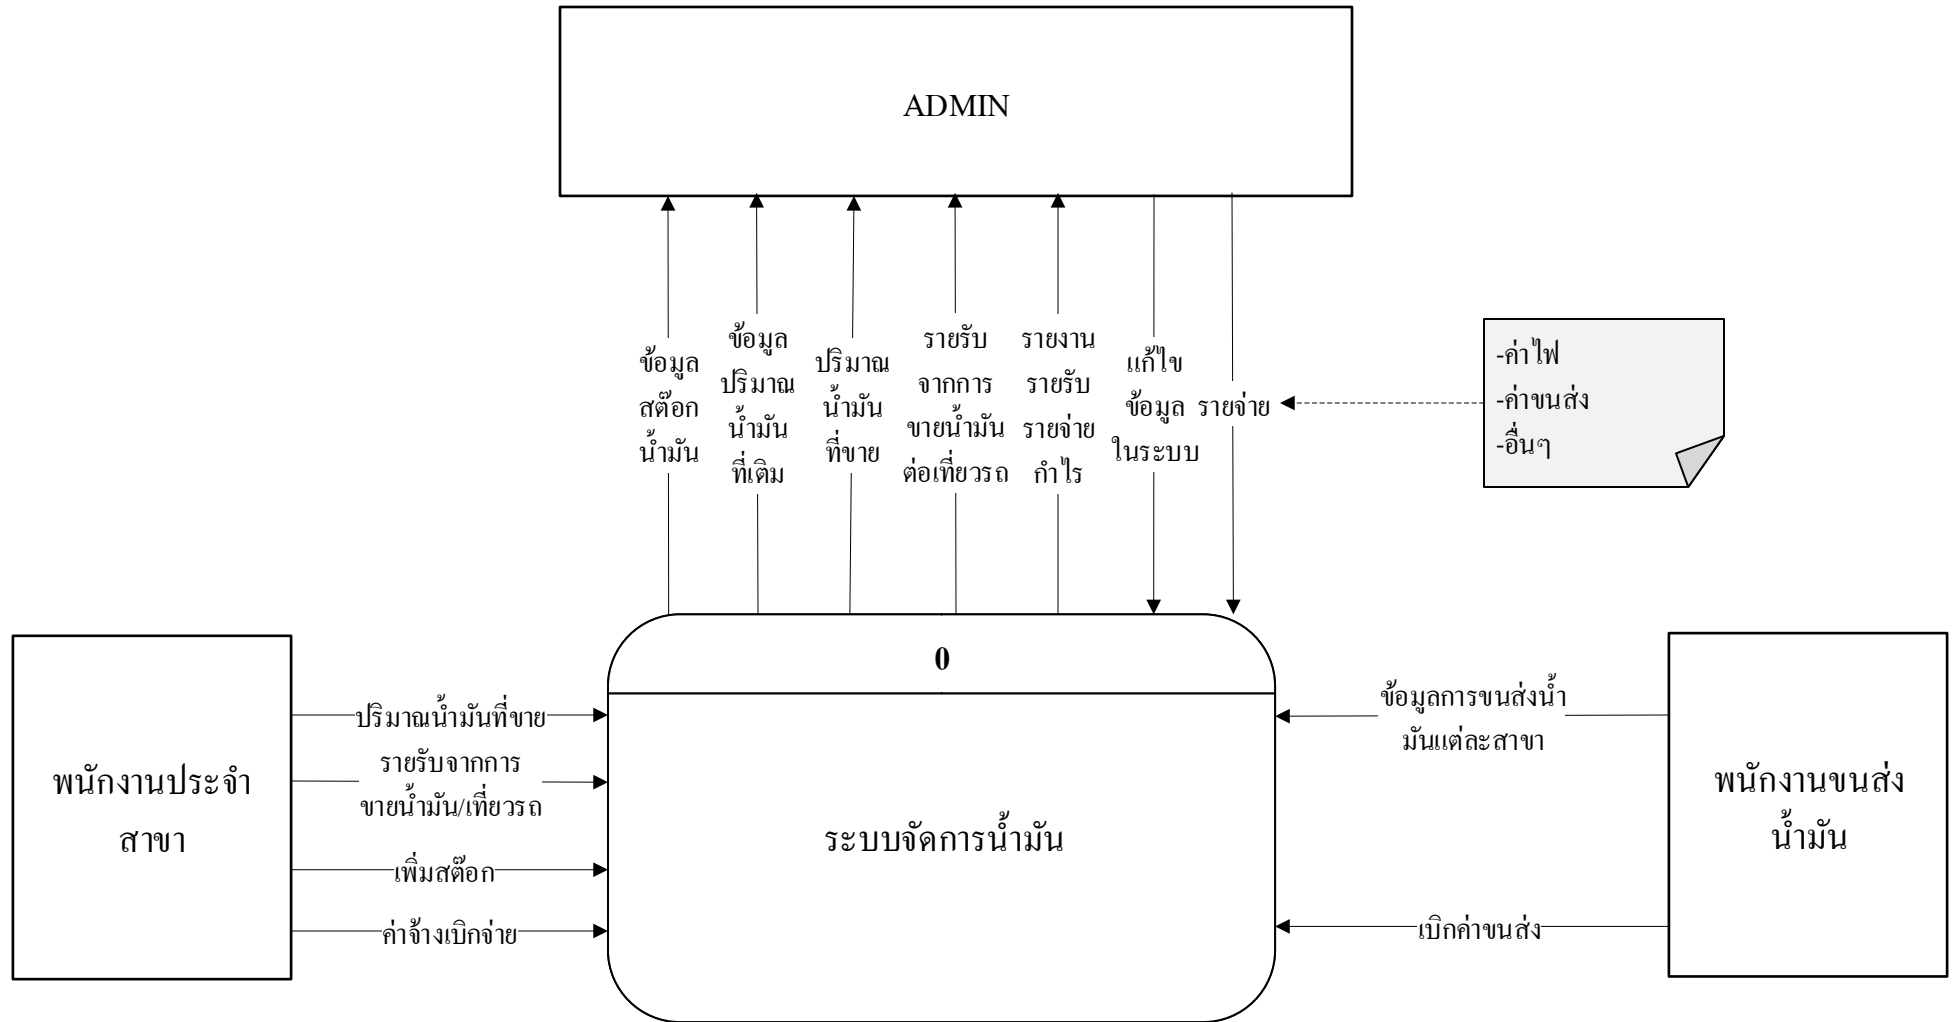 ADMIN
ข้อมูล
สต๊อก
น้ำมัน
ข้อมูล
ปริมาณ
น้ำมัน
ที่เติม
ปริมาณ
น้ำมัน
ที่ขาย
รายรับ
จากการ
ขายน้ำมัน
ต่อเที่ยวรถ
รายงาน
รายรับ
รายจ่าย
กำไร
แก้ไข
ข้อมูล
ในระบบ
รายจ่าย
-ค่าไฟ
-ค่าขนส่ง
-อื่นๆ
พนักงานประจำ
สาขา
ปริมาณน้ำมันที่ขาย
รายรับจากการ
ขายน้ำมัน/เที่ยวรถ
เพิ่มสต๊อก
ค่าจ้างเบิกจ่าย
0
ระบบจัดการน้ำมัน
ข้อมูลการขนส่งน้ำ
มันแต่ละสาขา
เบิกค่าขนส่ง
พนักงานขนส่ง
น้ำมัน